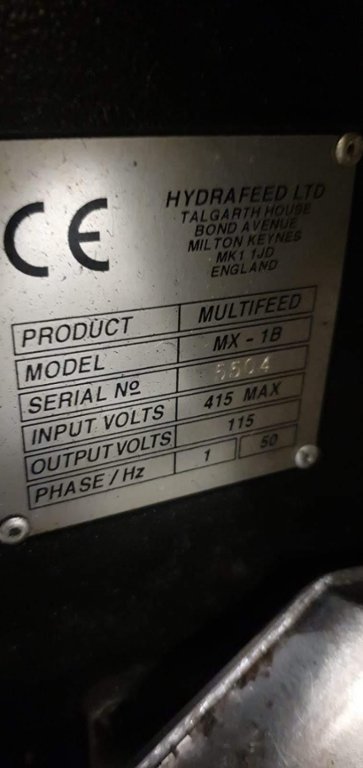 CE
HYDRAFEED LTD
TALGARTH HOUSE
BOND AVENUE
MILTON KEYNES
MK1 1JD
ENGLAND
PRODUCT MULTIFEED
MODEL MX - 1B
SERIAL Nº 5504
INPUT VOLTS 415 MAX
OUTPUT VOLTS 115
PHASE / Hz 1 50